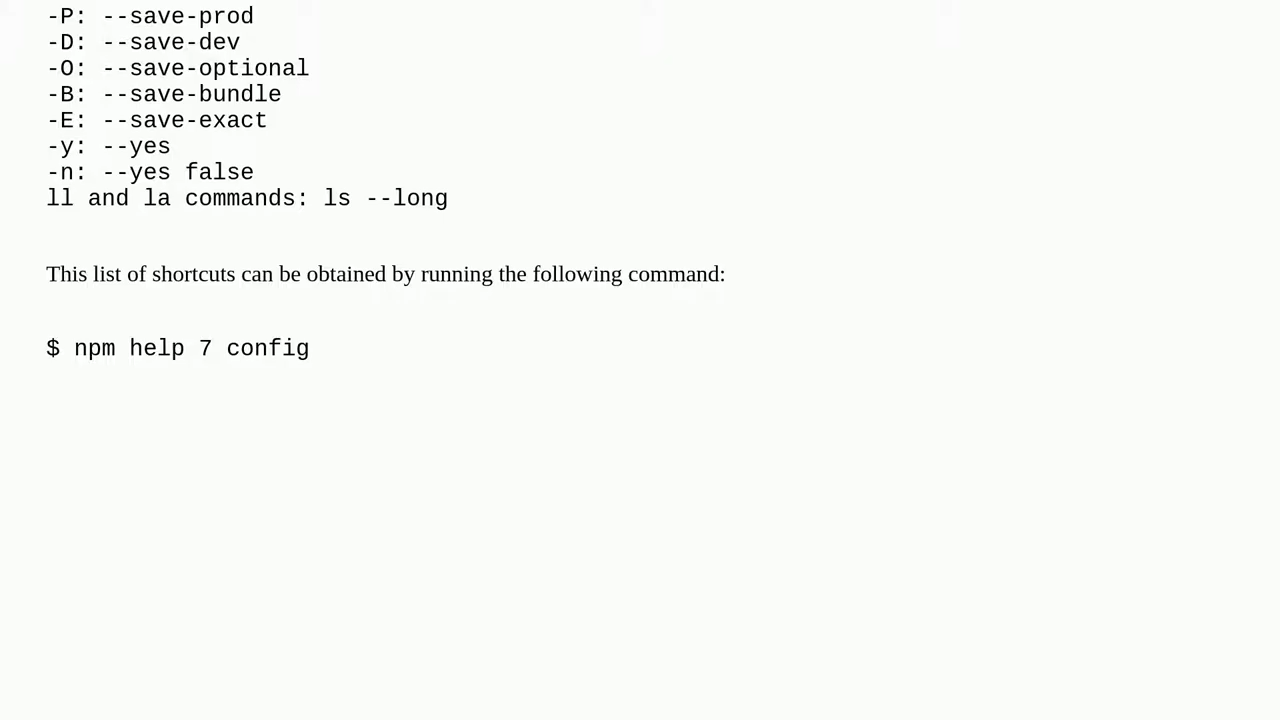 -P: --save-prod
-D: --save-dev
-O: --save-optional
-B: --save-bundle
-E: --save-exact
-y: --yes
-n: --yes false
ll and la commands: ls --long
This list of shortcuts can be obtained by running the following command:
$ npm help 7 config